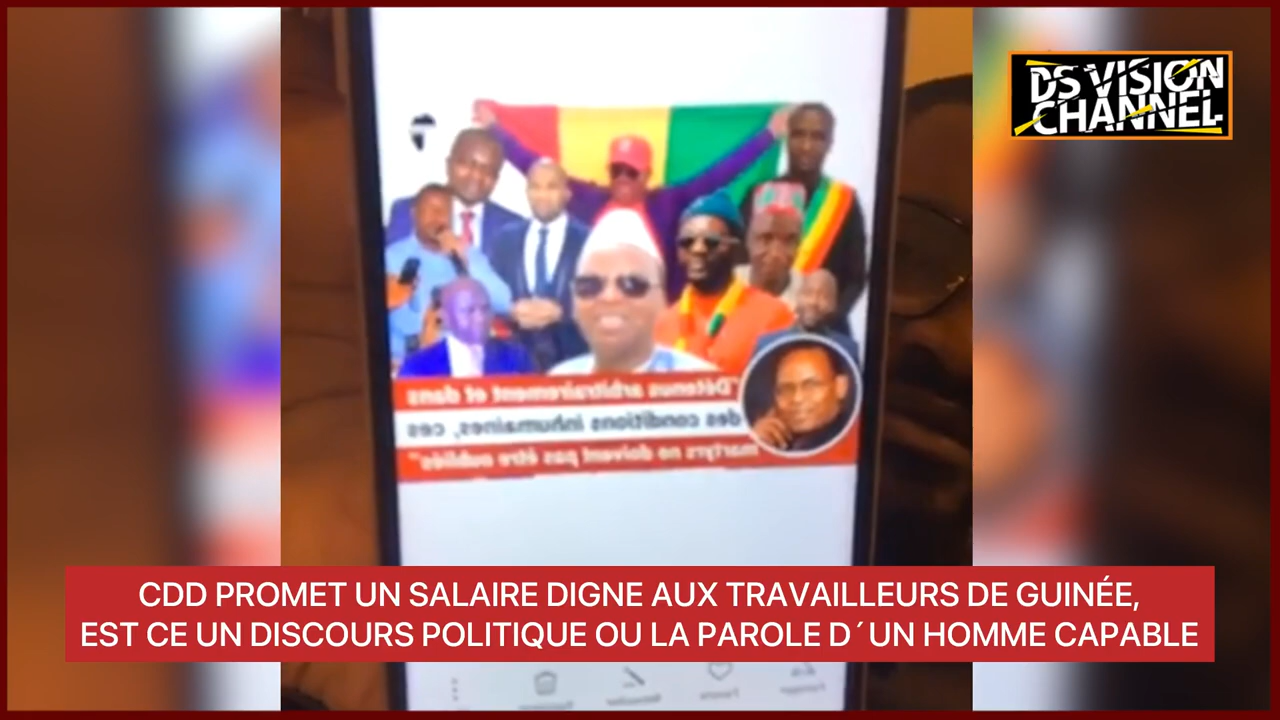 DS VISION
CHANNEL
"Détenus arbitrairement et dans
des conditions inhumaines, ces
martyrs ne doivent pas être oubliés"
CDD PROMET UN SALAIRE DIGNE AUX TRAVAILLEURS DE GUINÉE,
EST CE UN DISCOURS POLITIQUE OU LA PAROLE D´UN HOMME CAPABLE